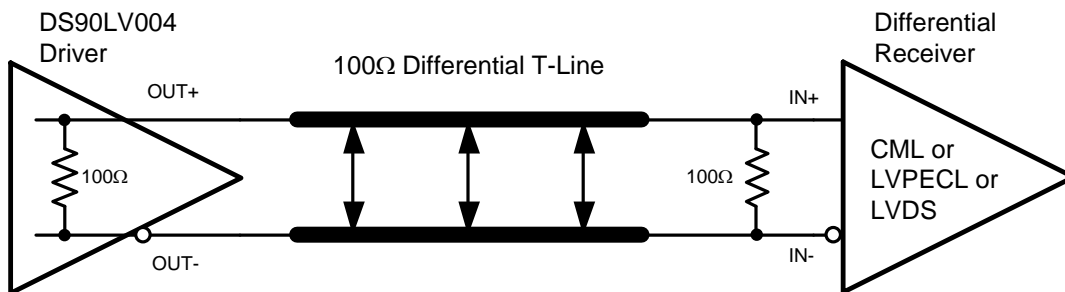 DS90LV004
Driver
Differential
Receiver
100Ω Differential T-Line
OUT+
IN+
100Ω
100Ω
CML or
LVPECL or
LVDS
OUT-
IN-